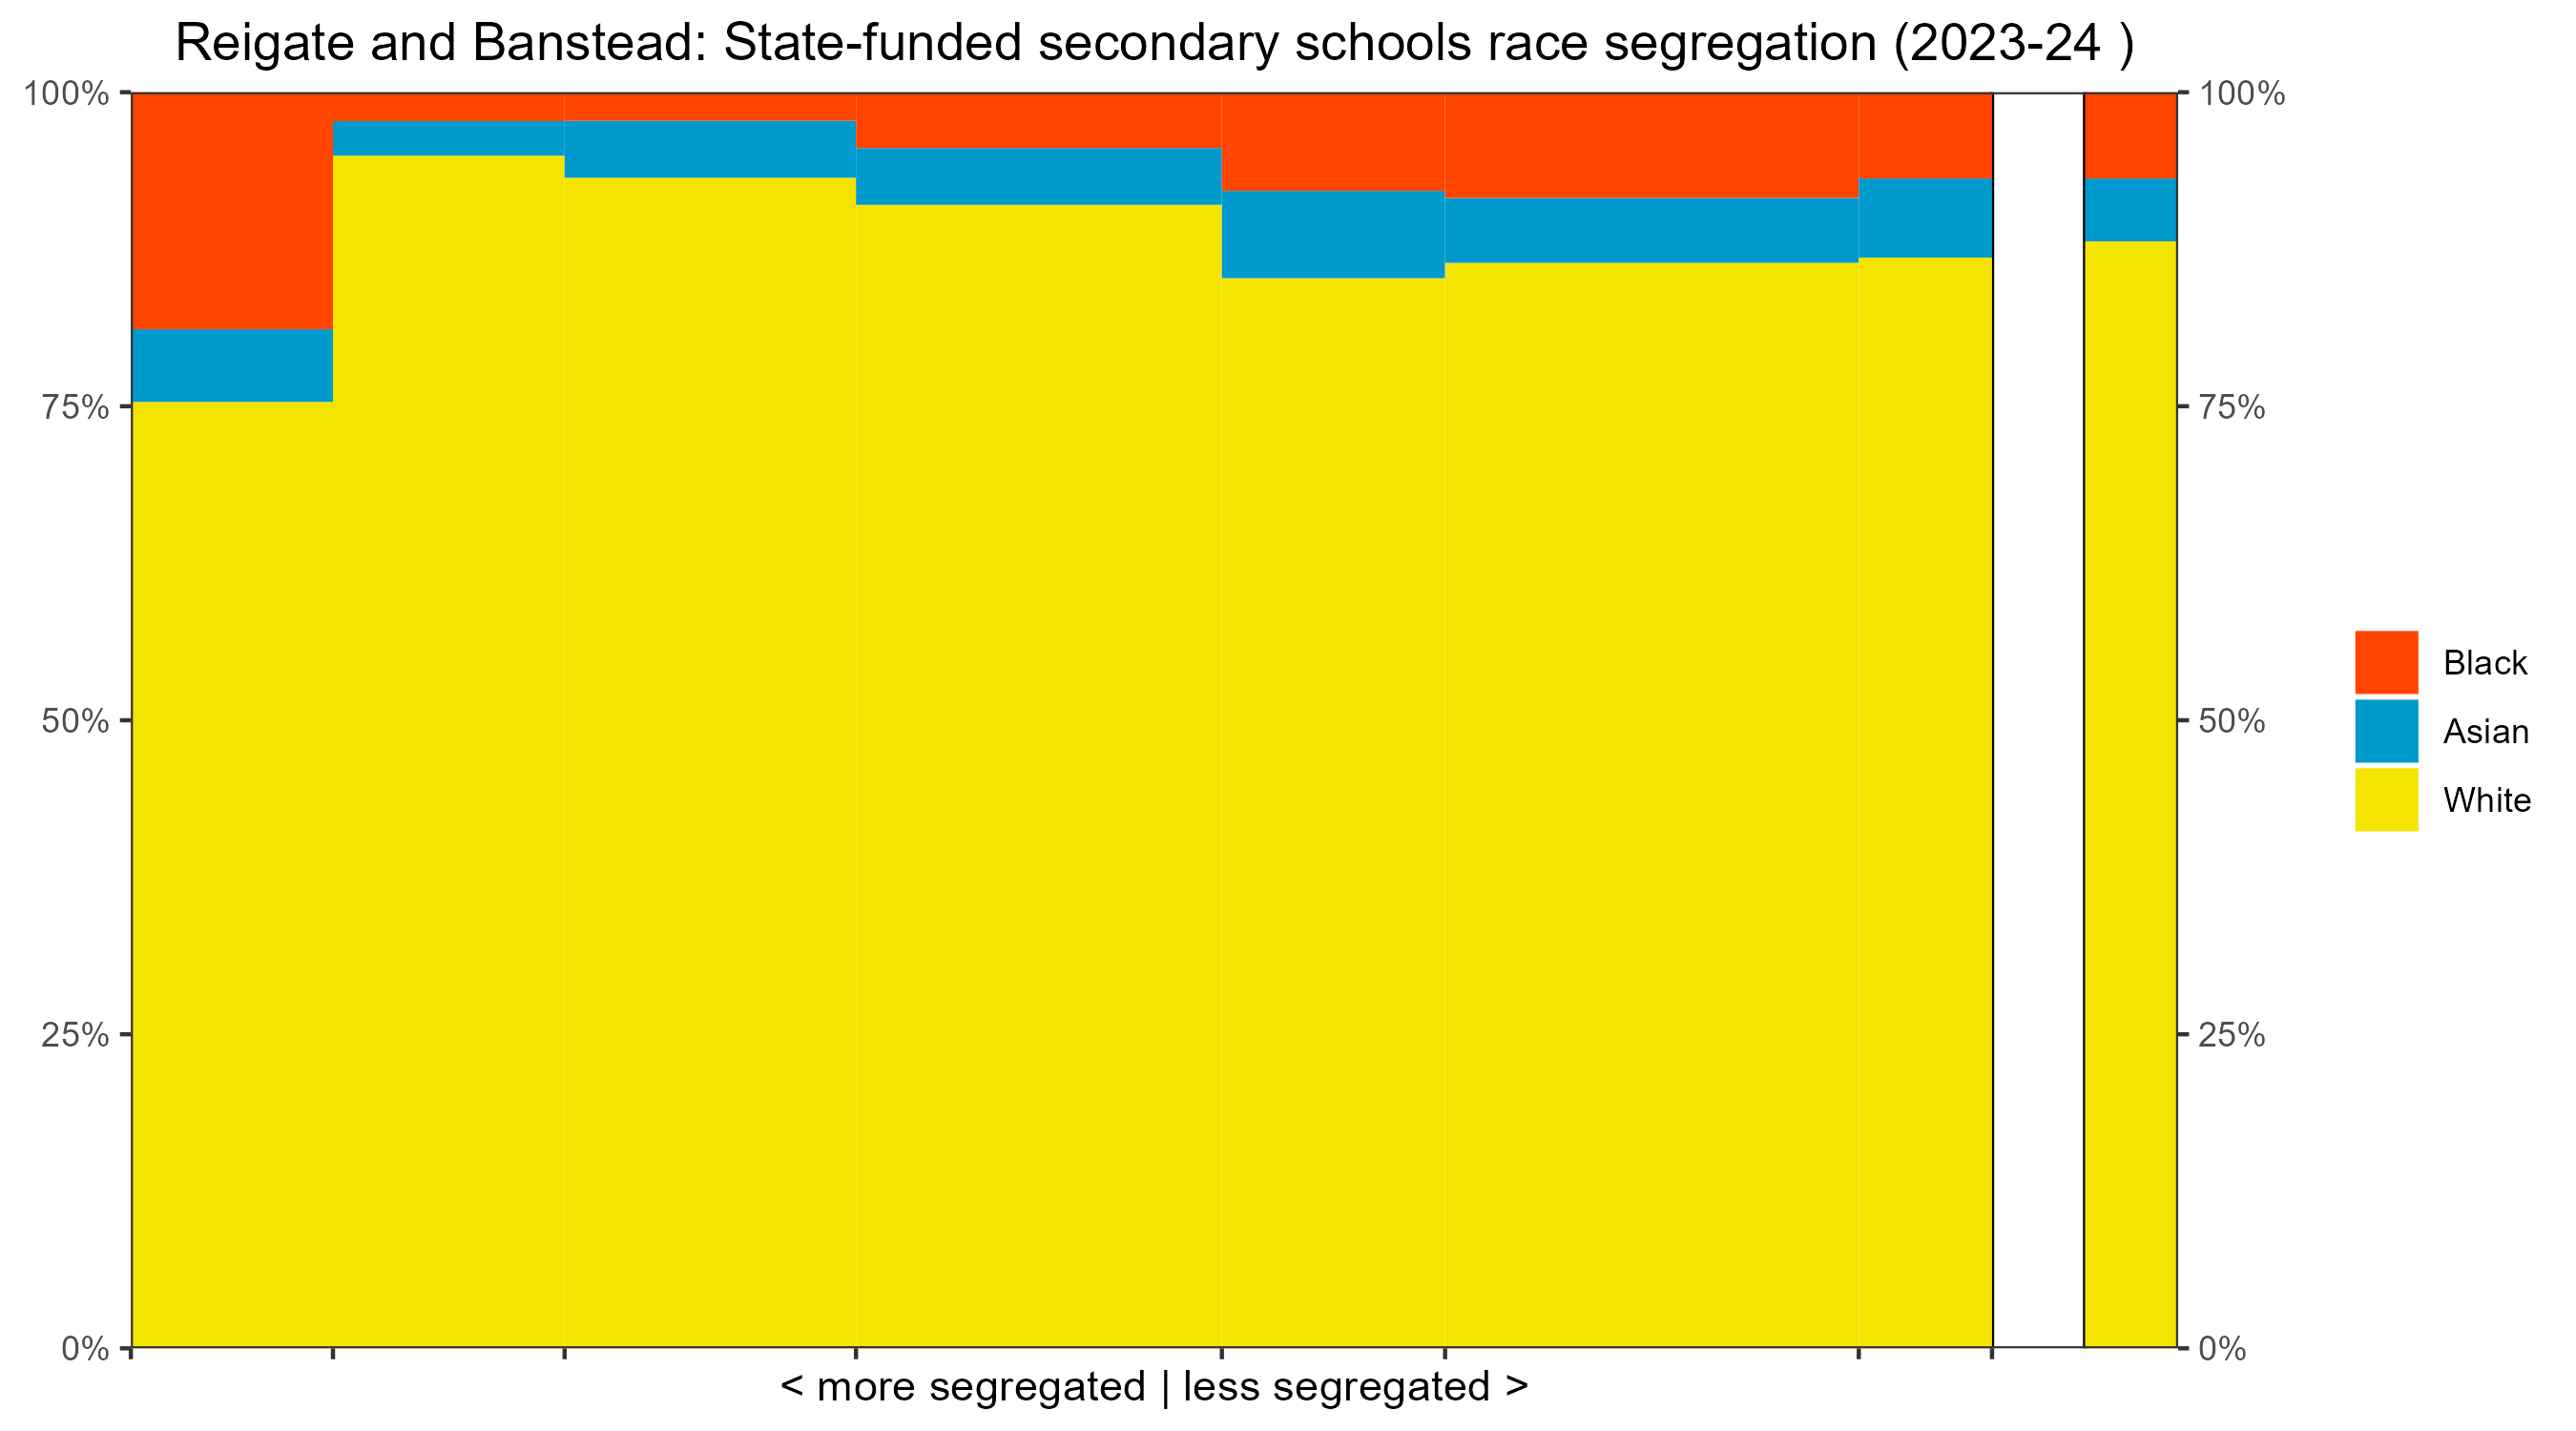 Reigate and Banstead: State-funded secondary schools race segregation (2023-24 )
100%
75%
50%
25%
0%
100%
75%
50%
25%
0%
Black
Asian
White
< more segregated | less segregated >